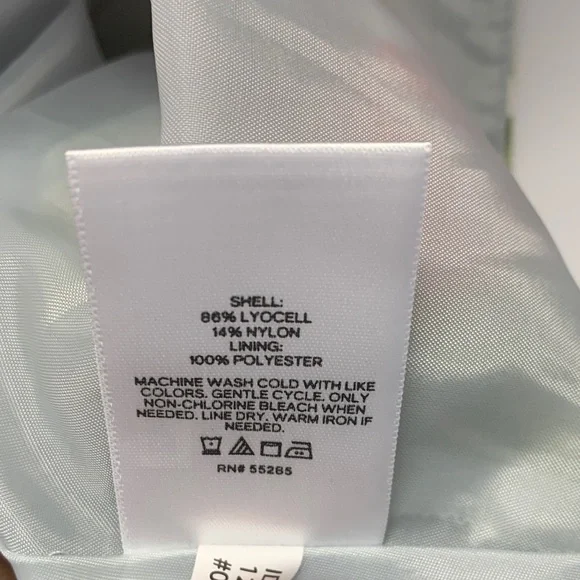 SHELL:
86% LYOCELL
14% NYLON
LINING:
100% POLYESTER
MACHINE WASH COLD WITH LIKE
COLORS. GENTLE CYCLE. ONLY
NON-CHLORINE BLEACH WHEN
NEEDED. LINE DRY. WARM IRON IF
NEEDED.
RN# 55285